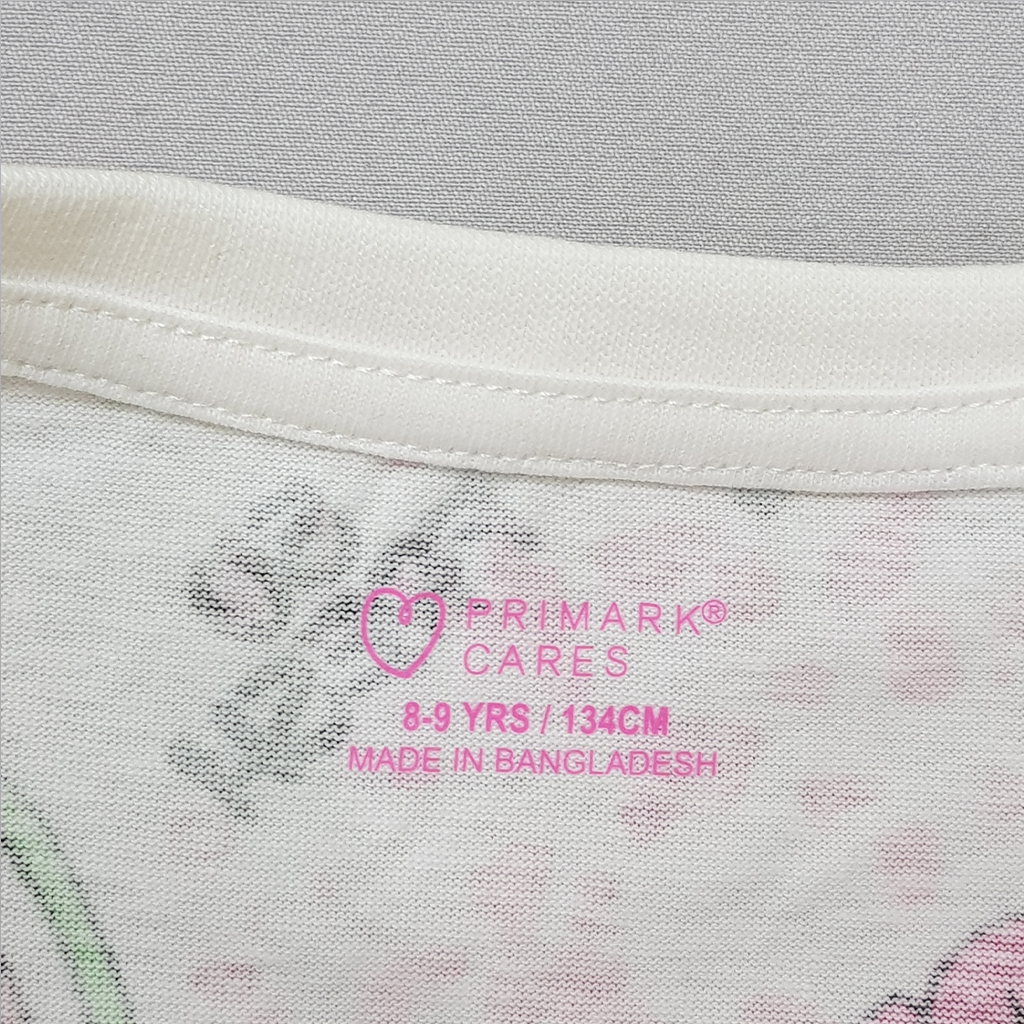 PRIMARK®
CARES
8-9 YRS / 134CM
MADE IN BANGLADESH